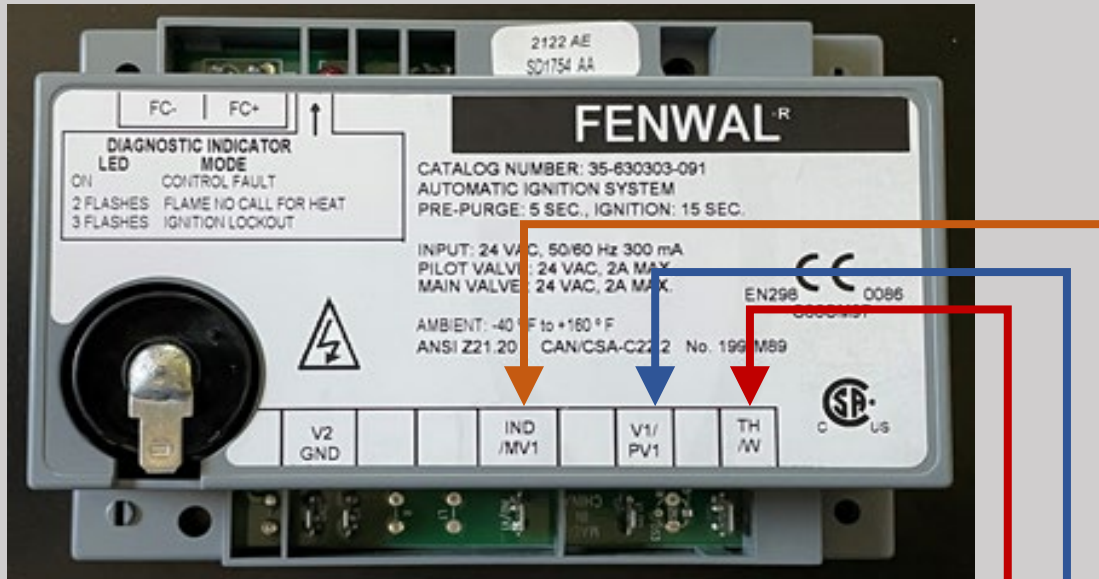 2122 AE
SD1754 AA
FC- FC+
FENWAL R
DIAGNOSTIC INDICATOR
LED MODE
ON CONTROL FAULT
2 FLASHES FLAME NO CALL FOR HEAT
3 FLASHES IGNITION LOCKOUT
CATALOG NUMBER: 35-630303-091
AUTOMATIC IGNITION SYSTEM
PRE-PURGE: 5 SEC., IGNITION: 15 SEC.
INPUT: 24 VAC, 50/60 Hz 300 mA
PILOT VALVE: 24 VAC, 2A MAX.
MAIN VALVE: 24 VAC, 2A MAX.
CE
EN298 0086
AMBIENT: -40 º F to +160 º F
ANSI Z21.20 CAN/CSA-C22.2 No. 199-M89
SA
C US
V2
GND
IND
/MV1
V1/
PV1
TH
/W
L1